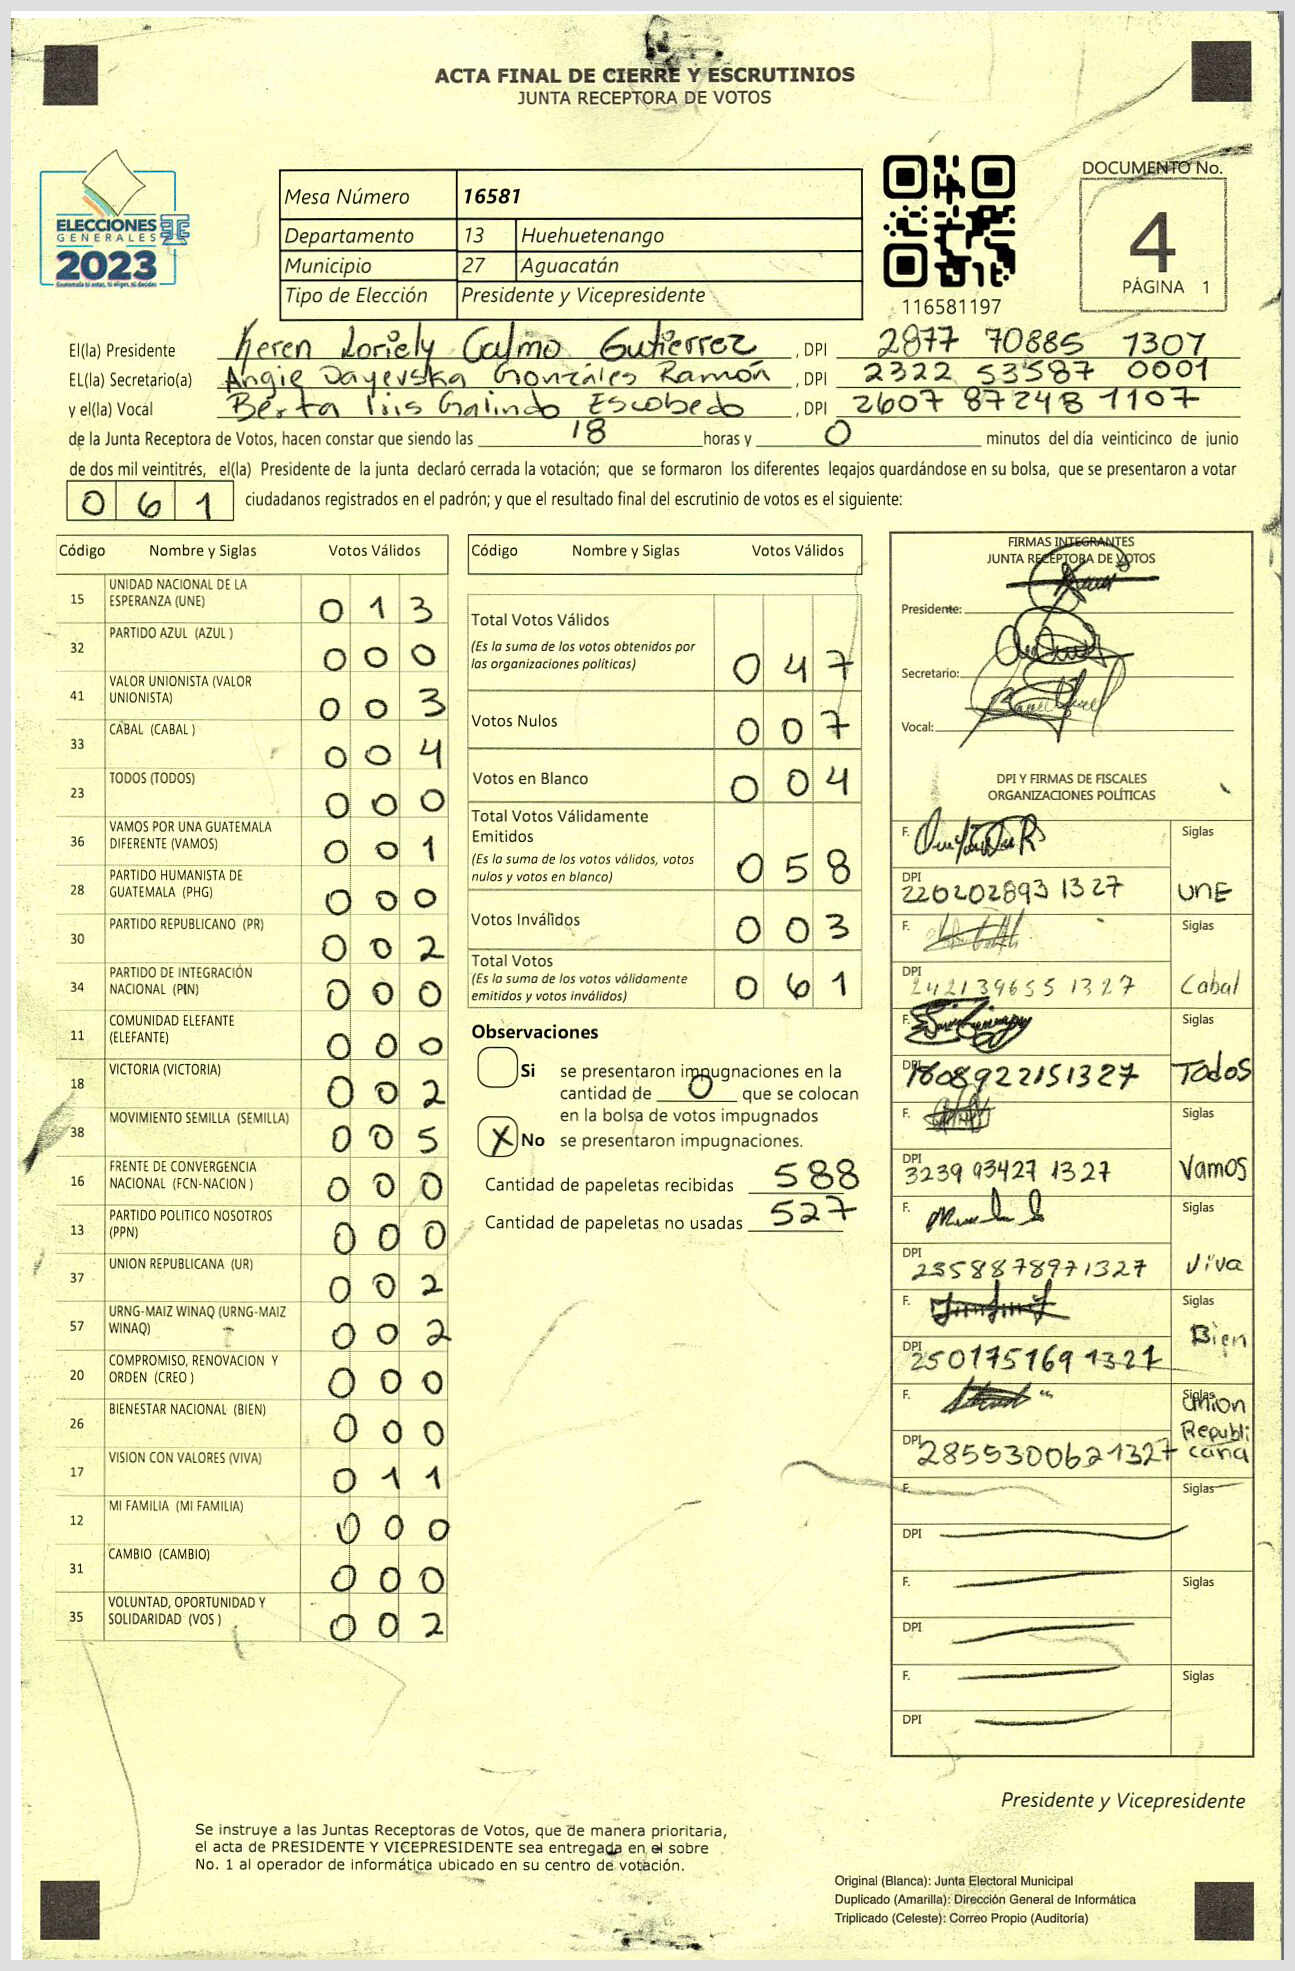 ACTA FINAL DE CIERRE Y ESCRUTINIOS
JUNTA RECEPTORA DE VOTOS
ELECCIONES
GENERALES
2023
Mesa Número 16581
Departamento 13 Huehuetenango
Municipio 27 Aguacatán
Tipo de Elección Presidente y Vicepresidente
116581197
DOCUMENTO No.
4
PÁGINA 1
El(la) Presidente Keren Loriely Calmo Gutierrez , DPI 2877 70885 1307
EL(la) Secretario(a) Angie Dayevska Gonzáles Ramón , DPI 2322 53587 0001
y el(la) Vocal Berta Galindo Escobedo , DPI 2607 87248 1107
de la Junta Receptora de Votos, hacen constar que siendo las 18 horas y 0 minutos del día veinticinco de junio
de dos mil veintitrés, el(la) Presidente de la junta declaró cerrada la votación; que se formaron los diferentes legajos quardándose en su bolsa, que se presentaron a votar
0 6 1 ciudadanos registrados en el padrón; y que el resultado final del escrutinio de votos es el siguiente:
Código Nombre y Siglas Votos Válidos
15 UNIDAD NACIONAL DE LA
ESPERANZA (UNE) 0 1 3
32 PARTIDO AZUL (AZUL ) 0 0 0
41 VALOR UNIONISTA (VALOR
UNIONISTA) 0 0 3
33 CABAL (CABAL ) 0 0 4
23 TODOS (TODOS) 0 0 0
36 VAMOS POR UNA GUATEMALA
DIFERENTE (VAMOS) 0 0 1
28 PARTIDO HUMANISTA DE
GUATEMALA (PHG) 0 0 0
30 PARTIDO REPUBLICANO (PR) 0 0 2
34 PARTIDO DE INTEGRACIÓN
NACIONAL (PIN) 0 0 0
11 COMUNIDAD ELEFANTE
(ELEFANTE) 0 0 0
18 VICTORIA (VICTORIA) 0 0 2
38 MOVIMIENTO SEMILLA (SEMILLA) 0 0 5
16 FRENTE DE CONVERGENCIA
NACIONAL (FCN-NACION ) 0 0 0
13 PARTIDO POLITICO NOSOTROS
(PPN) 0 0 0
37 UNION REPUBLICANA (UR) 0 0 2
57 URNG-MAIZ WINAQ (URNG-MAIZ
WINAQ) 0 0 2
20 COMPROMISO, RENOVACION Y
ORDEN (CREO ) 0 0 0
26 BIENESTAR NACIONAL (BIEN) 0 0 0
17 VISION CON VALORES (VIVA) 0 1 1
12 MI FAMILIA (MI FAMILIA) 0 0 0
31 CAMBIO (CAMBIO) 0 0 0
35 VOLUNTAD, OPORTUNIDAD Y
SOLIDARIDAD (VOS ) 0 0 2
Código Nombre y Siglas Votos Válidos
Total Votos Válidos
(Es la suma de los votos obtenidos por
las organizaciones políticas) 0 4 7
Votos Nulos 0 0 7
Votos en Blanco 0 0 4
Total Votos Válidamente
Emitidos
(Es la suma de los votos válidos, votos
nulos y votos en blanco) 0 5 8
Votos Inválidos 0 0 3
Total Votos
(Es la suma de los votos válidamente
emitidos y votos inválidos) 0 6 1
Observaciones
Si se presentaron impugnaciones en la
cantidad de 0 que se colocan
en la bolsa de votos impugnados
X No se presentaron impugnaciones.
Cantidad de papeletas recibidas 588
Cantidad de papeletas no usadas 527
FIRMAS INTEGRANTES
JUNTA RECEPTORA DE VOTOS
Presidente:
Secretario:
Vocal:
DPI Y FIRMAS DE FISCALES
ORGANIZACIONES POLÍTICAS
F. Siglas
DPI 220202893 1327 UNE
F. Siglas
DPI 242139655 1327 Cabal
F. Siglas
DPI 1608922151327 Todos
F. Siglas
DPI 3239 93427 1327 Vamos
F. Siglas
DPI 2358878971327 Viva
F. Siglas
DPI 250175169 1327 Bien
F. Siglas
Union
Republi
DPI 2855300621327 cana
F. Siglas
DPI
F. Siglas
DPI
F. Siglas
DPI
Presidente y Vicepresidente
Se instruye a las Juntas Receptoras de Votos, que de manera prioritaria,
el acta de PRESIDENTE Y VICEPRESIDENTE sea entregada en el sobre
No. 1 al operador de informática ubicado en su centro de votación.
Original (Blanca): Junta Electoral Municipal
Duplicado (Amarilla): Dirección General de Informática
Triplicado (Celeste): Correo Propio (Auditoría)